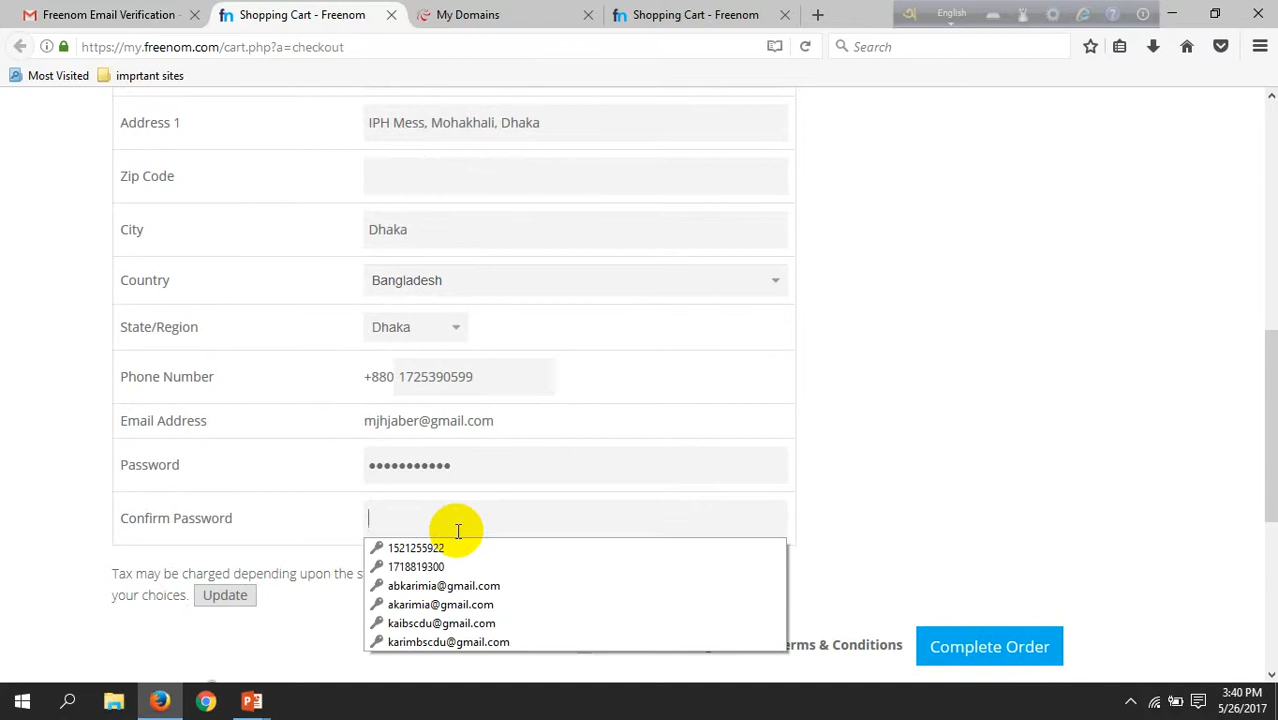 Freenom Email Verification -
Shopping Cart - Freenom
My Domains
Shopping Cart - Freenom
English
https://my.freenom.com/cart.php?a=checkout
Search
Most Visited
imprtant sites
Address 1
IPH Mess, Mohakhali, Dhaka
Zip Code
City
Dhaka
Country
Bangladesh
State/Region
Dhaka
Phone Number
+880 1725390599
Email Address
mjhjaber@gmail.com
Password
•••••••••••
Confirm Password
1521255922
1718819300
abkarimia@gmail.com
akarimia@gmail.com
kaibscdu@gmail.com
karimbscdu@gmail.com
Tax may be charged depending upon the s
your choices. Update
erms & Conditions
Complete Order
3:40 PM
5/26/2017